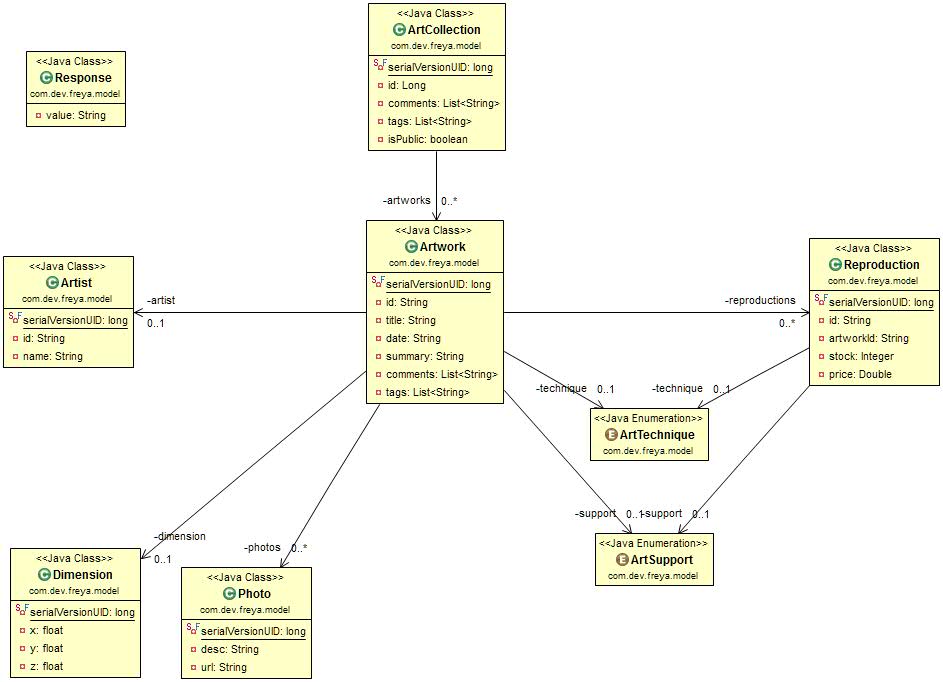 <<Java Class>>
ArtCollection
com.dev.freya.model
serialVersionUID: long
id: Long
comments: List<String>
tags: List<String>
isPublic: boolean
<<Java Class>>
Response
com.dev.freya.model
value: String
-artworks 0..*
<<Java Class>>
Artwork
com.dev.freya.model
serialVersionUID: long
id: String
title: String
date: String
summary: String
comments: List<String>
tags: List<String>
<<Java Class>>
Artist
com.dev.freya.model
serialVersionUID: long
id: String
name: String
-artist
0..1
-reproductions
0..*
<<Java Class>>
Reproduction
com.dev.freya.model
serialVersionUID: long
id: String
artworkId: String
stock: Integer
price: Double
-technique 0..1
-technique 0..1
<<Java Enumeration>>
ArtTechnique
com.dev.freya.model
-support 0..1
-support 0..1
<<Java Enumeration>>
ArtSupport
com.dev.freya.model
-dimension
0..1
-photos 0..*
<<Java Class>>
Dimension
com.dev.freya.model
serialVersionUID: long
x: float
y: float
z: float
<<Java Class>>
Photo
com.dev.freya.model
serialVersionUID: long
desc: String
url: String